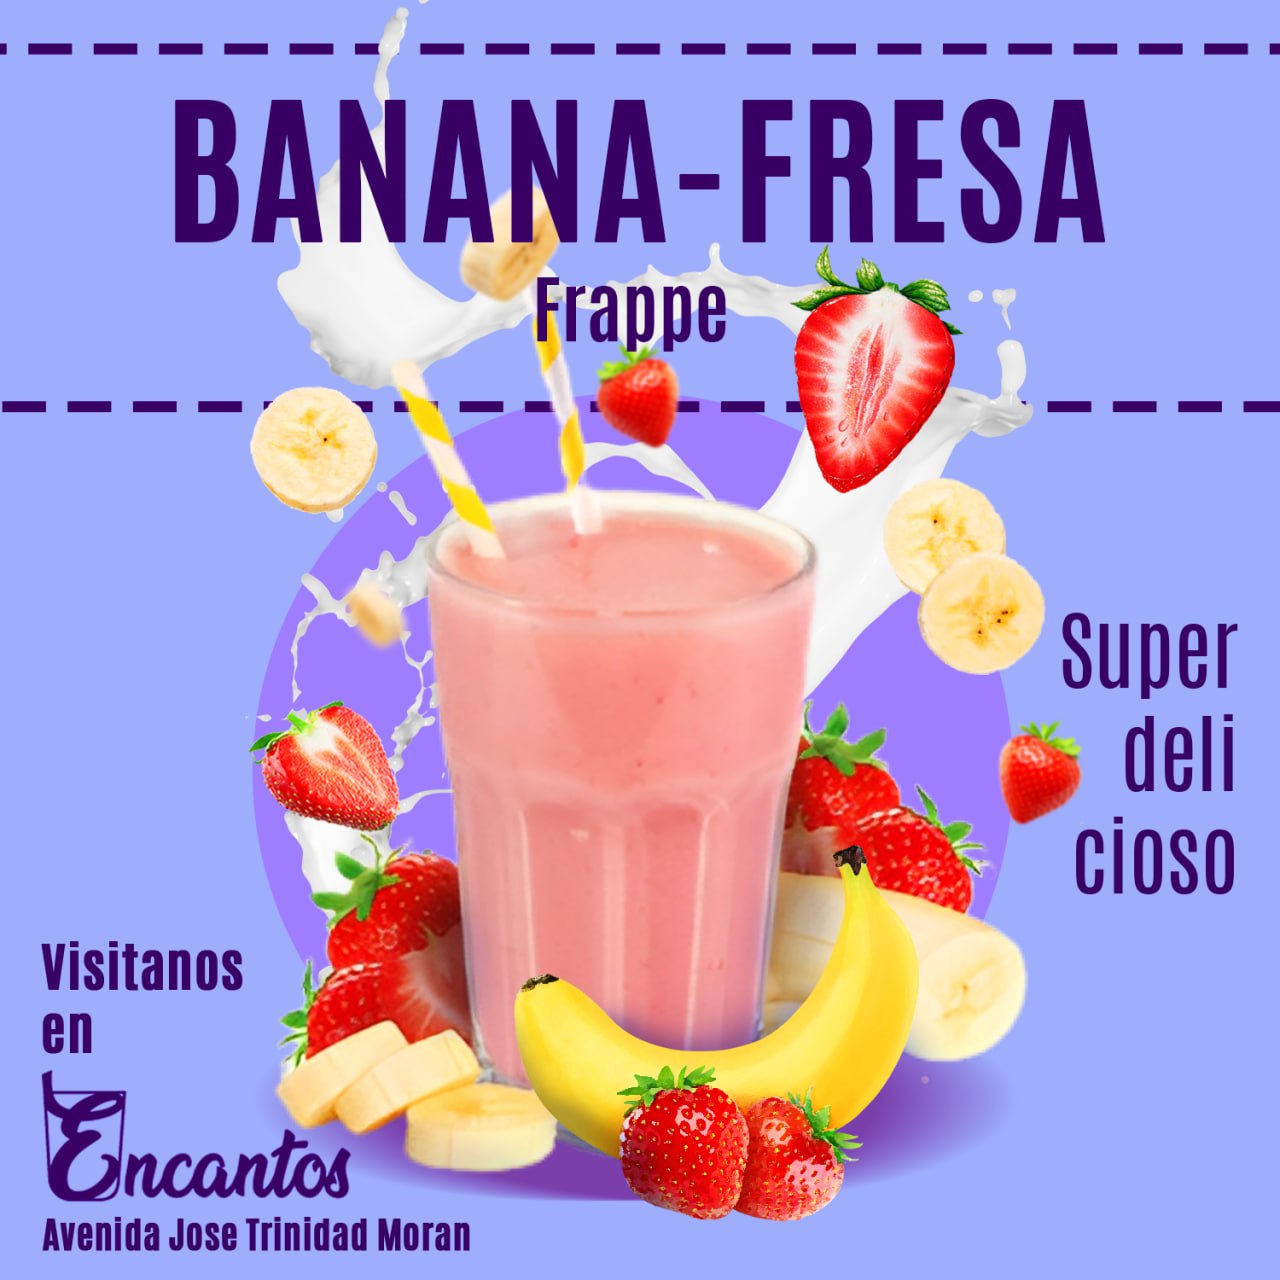 BANANA-FRESA
Frappe
Super
deli
cioso
Visitanos
en
Encantos
Avenida Jose Trinidad Moran